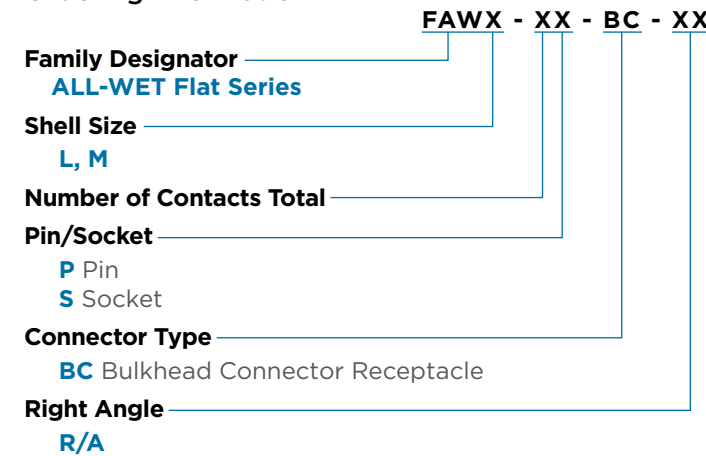 FAWX - XX - BC - XX
Family Designator
ALL-WET Flat Series
Shell Size
L, M
Number of Contacts Total
Pin/Socket
P Pin
S Socket
Connector Type
BC Bulkhead Connector Receptacle
Right Angle
R/A